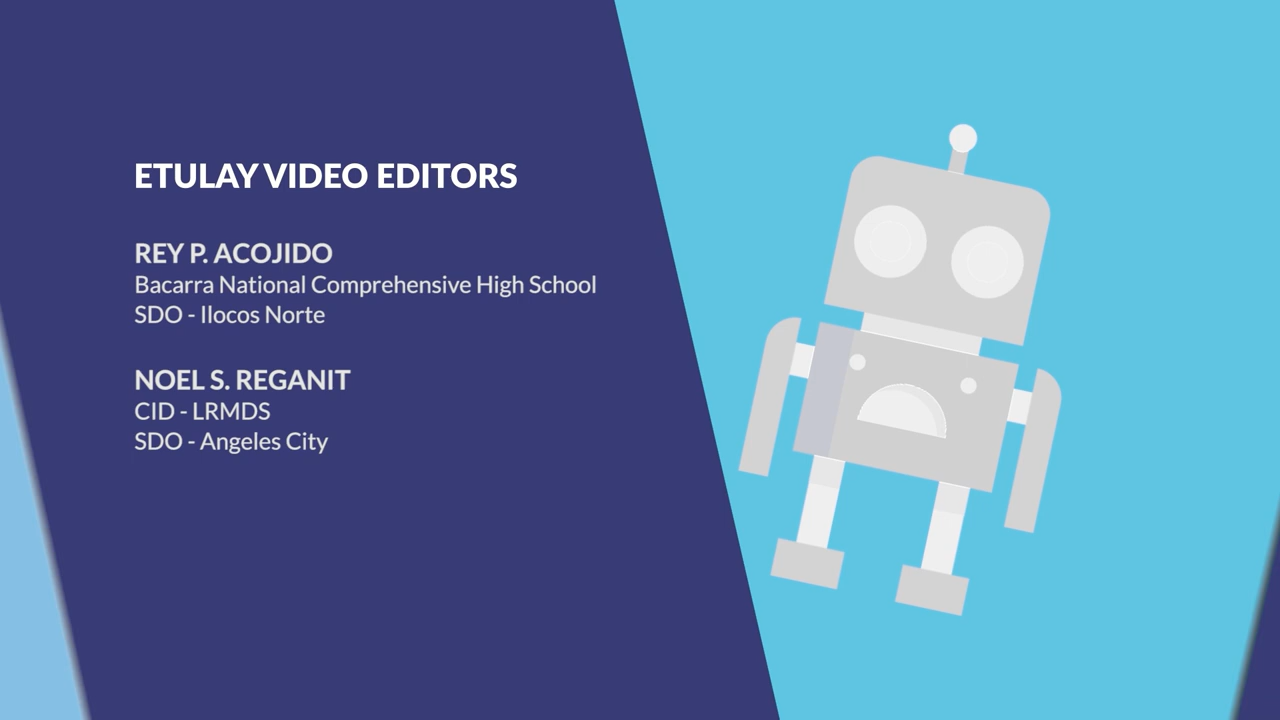 ETULAY VIDEO EDITORS
REY P. ACOJIDO
Bacarra National Comprehensive High School
SDO - Ilocos Norte
NOEL S. REGANIT
CID - LRMDS
SDO - Angeles City